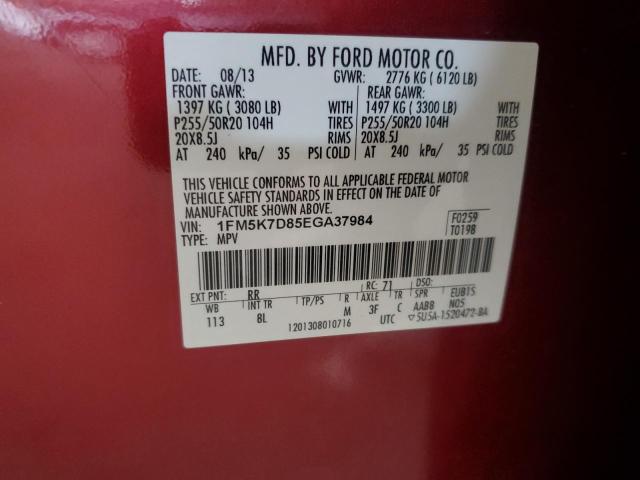 MFD. BY FORD MOTOR CO.
DATE: 08/13 GVWR: 2776 KG ( 6120 LB)
FRONT GAWR: REAR GAWR:
1397 KG ( 3080 LB) WITH 1497 KG ( 3300 LB) WITH
P255/50R20 104H TIRES P255/50R20 104H TIRES
20X8.5J RIMS 20X8.5J RIMS
AT 240 kPa/ 35 PSI COLD AT 240 kPa/ 35 PSI COLD
THIS VEHICLE CONFORMS TO ALL APPLICABLE FEDERAL MOTOR
VEHICLE SAFETY STANDARDS IN EFFECT ON THE DATE OF
MANUFACTURE SHOWN ABOVE.
VIN: 1FM5K7D85EGA37984 F0259
TYPE: MPV T0198
EXT PNT: RR RC: 71 DSO:
WB INT TR TP/PS R AXLE TR SPR EUB15
113 8L M 3F C AABB N05
1201308010716 UTC ▽5U5A-1520472-BA